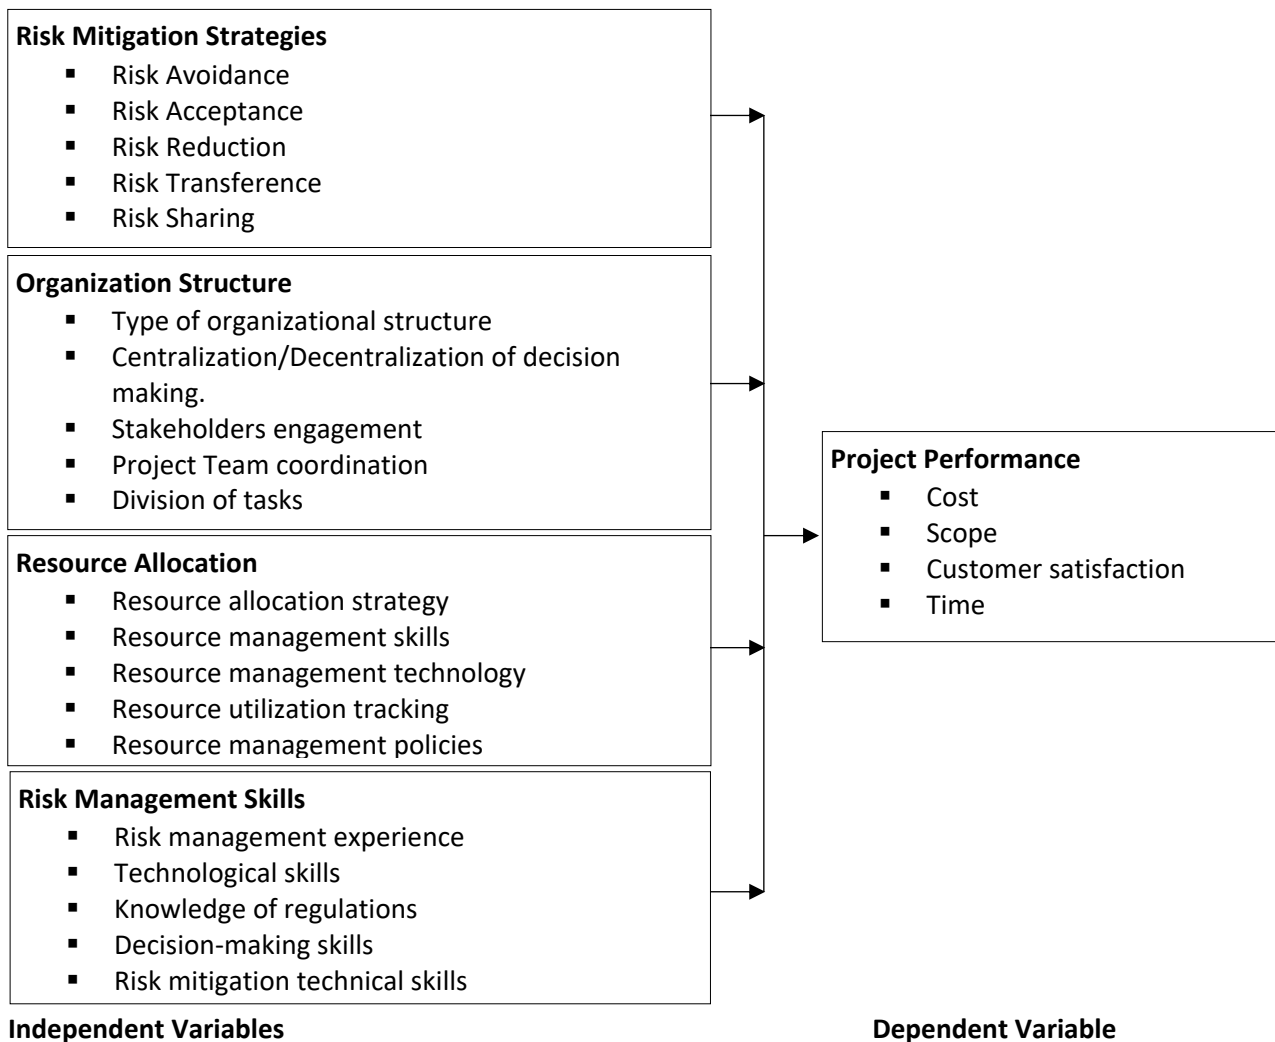 Risk Mitigation Strategies
▪ Risk Avoidance
▪ Risk Acceptance
▪ Risk Reduction
▪ Risk Transference
▪ Risk Sharing
Organization Structure
▪ Type of organizational structure
▪ Centralization/Decentralization of decision
making.
▪ Stakeholders engagement
▪ Project Team coordination
▪ Division of tasks
Resource Allocation
▪ Resource allocation strategy
▪ Resource management skills
▪ Resource management technology
▪ Resource utilization tracking
▪ Resource management policies
Risk Management Skills
▪ Risk management experience
▪ Technological skills
▪ Knowledge of regulations
▪ Decision-making skills
▪ Risk mitigation technical skills
Independent Variables
Project Performance
▪ Cost
▪ Scope
▪ Customer satisfaction
▪ Time
Dependent Variable